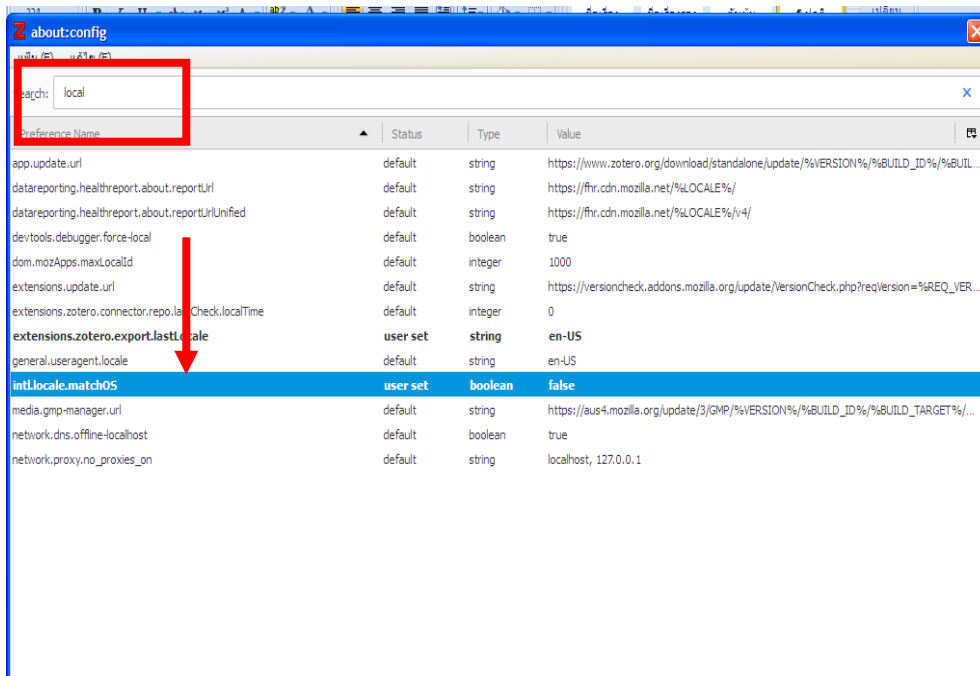 about:config
แฟ้ม (F) แก้ไข (E)
Search: local
Preference Name Status Type Value
app.update.url default string https://www.zotero.org/download/standalone/update/%VERSION%/%BUILD_ID%/%BUIL...
datareporting.healthreport.about.reportUrl default string https://fhr.cdn.mozilla.net/%LOCALE%/
datareporting.healthreport.about.reportUrlUnified default string https://fhr.cdn.mozilla.net/%LOCALE%/v4/
devtools.debugger.force-local default boolean true
dom.mozApps.maxLocalId default integer 1000
extensions.update.url default string https://versioncheck.addons.mozilla.org/update/VersionCheck.php?reqVersion=%REQ_VER...
extensions.zotero.connector.repo.lastCheck.localTime default integer 0
extensions.zotero.export.lastLocale user set string en-US
general.useragent.locale default string en-US
intl.locale.matchOS user set boolean false
media.gmp-manager.url default string https://aus4.mozilla.org/update/3/GMP/%VERSION%/%BUILD_ID%/%BUILD_TARGET%/...
network.dns.offline-localhost default boolean true
network.proxy.no_proxies_on default string localhost, 127.0.0.1